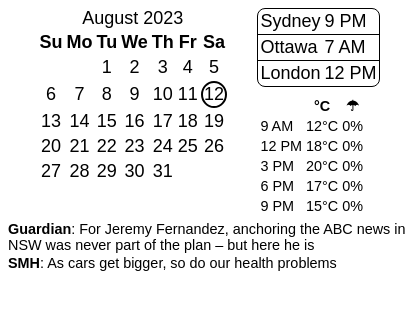 August 2023
Su Mo Tu We Th Fr Sa
1 2 3 4 5
6 7 8 9 10 11 12
13 14 15 16 17 18 19
20 21 22 23 24 25 26
27 28 29 30 31
Sydney 9 PM
Ottawa 7 AM
London 12 PM
°C ☂
9 AM 12°C 0%
12 PM 18°C 0%
3 PM 20°C 0%
6 PM 17°C 0%
9 PM 15°C 0%
Guardian: For Jeremy Fernandez, anchoring the ABC news in
NSW was never part of the plan – but here he is
SMH: As cars get bigger, so do our health problems